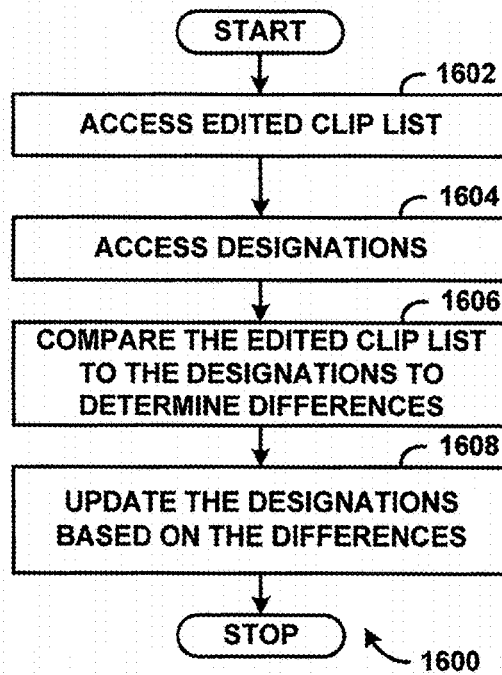 START
1602
ACCESS EDITED CLIP LIST
1604
ACCESS DESIGNATIONS
1606
COMPARE THE EDITED CLIP LIST
TO THE DESIGNATIONS TO
DETERMINE DIFFERENCES
1608
UPDATE THE DESIGNATIONS
BASED ON THE DIFFERENCES
STOP
1600